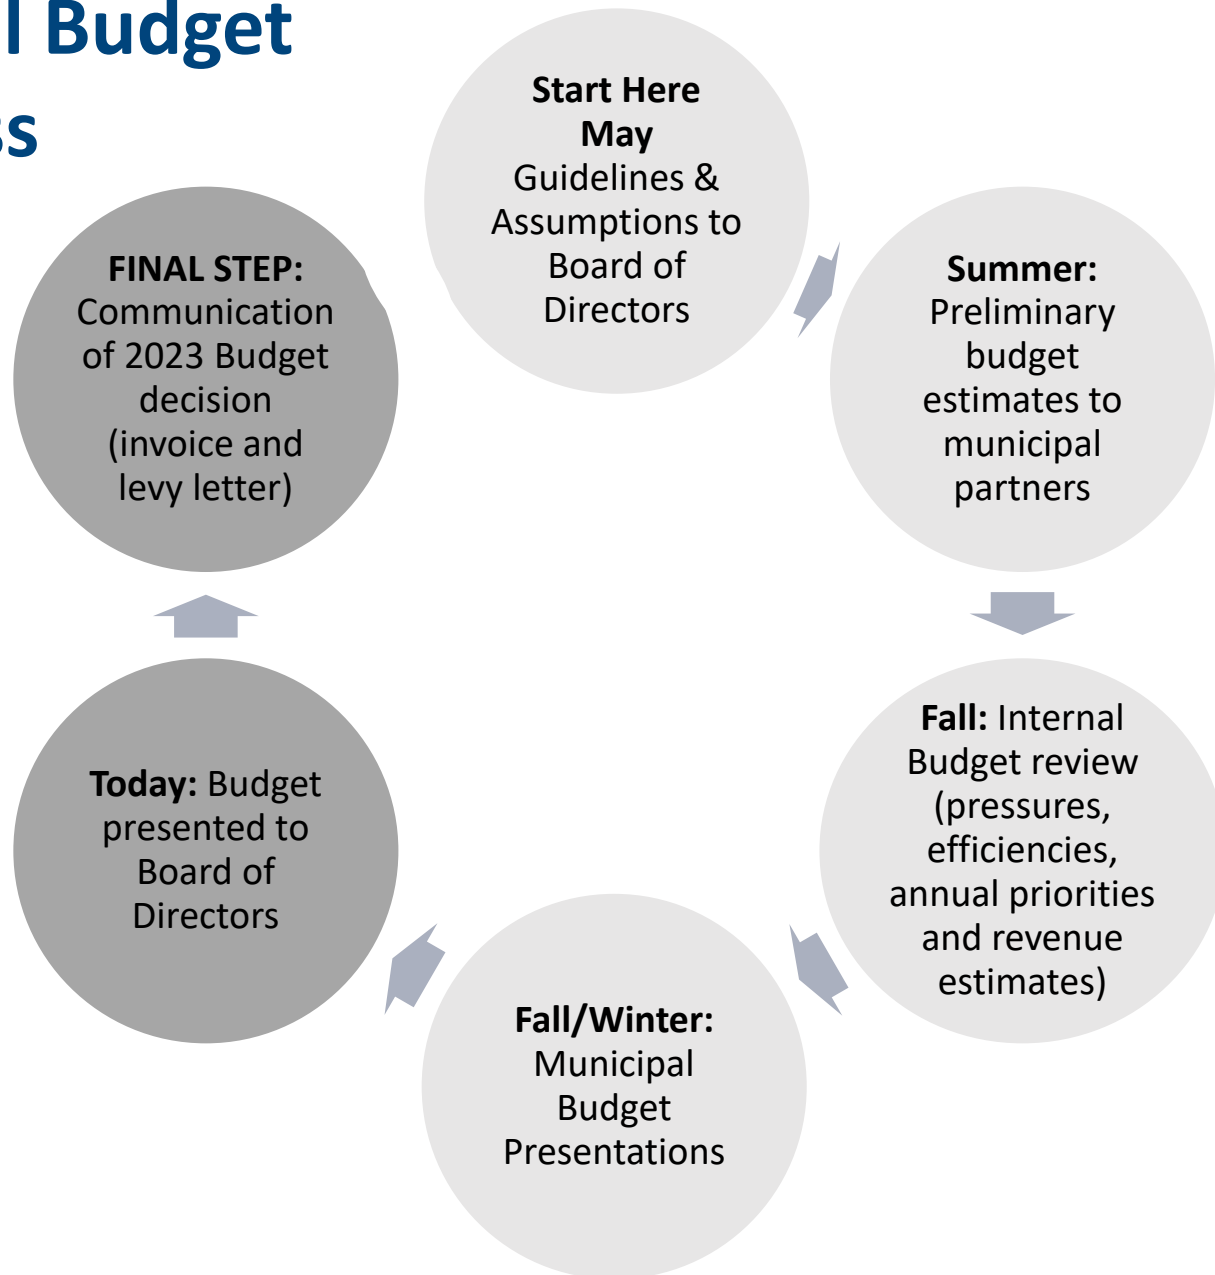 l Budget
ss
Start Here
May
Guidelines &
Assumptions to
Board of
Directors
Summer:
Preliminary
budget
estimates to
municipal
partners
Fall: Internal
Budget review
(pressures,
efficiencies,
annual priorities
and revenue
estimates)
Fall/Winter:
Municipal
Budget
Presentations
Today: Budget
presented to
Board of
Directors
FINAL STEP:
Communication
of 2023 Budget
decision
(invoice and
levy letter)